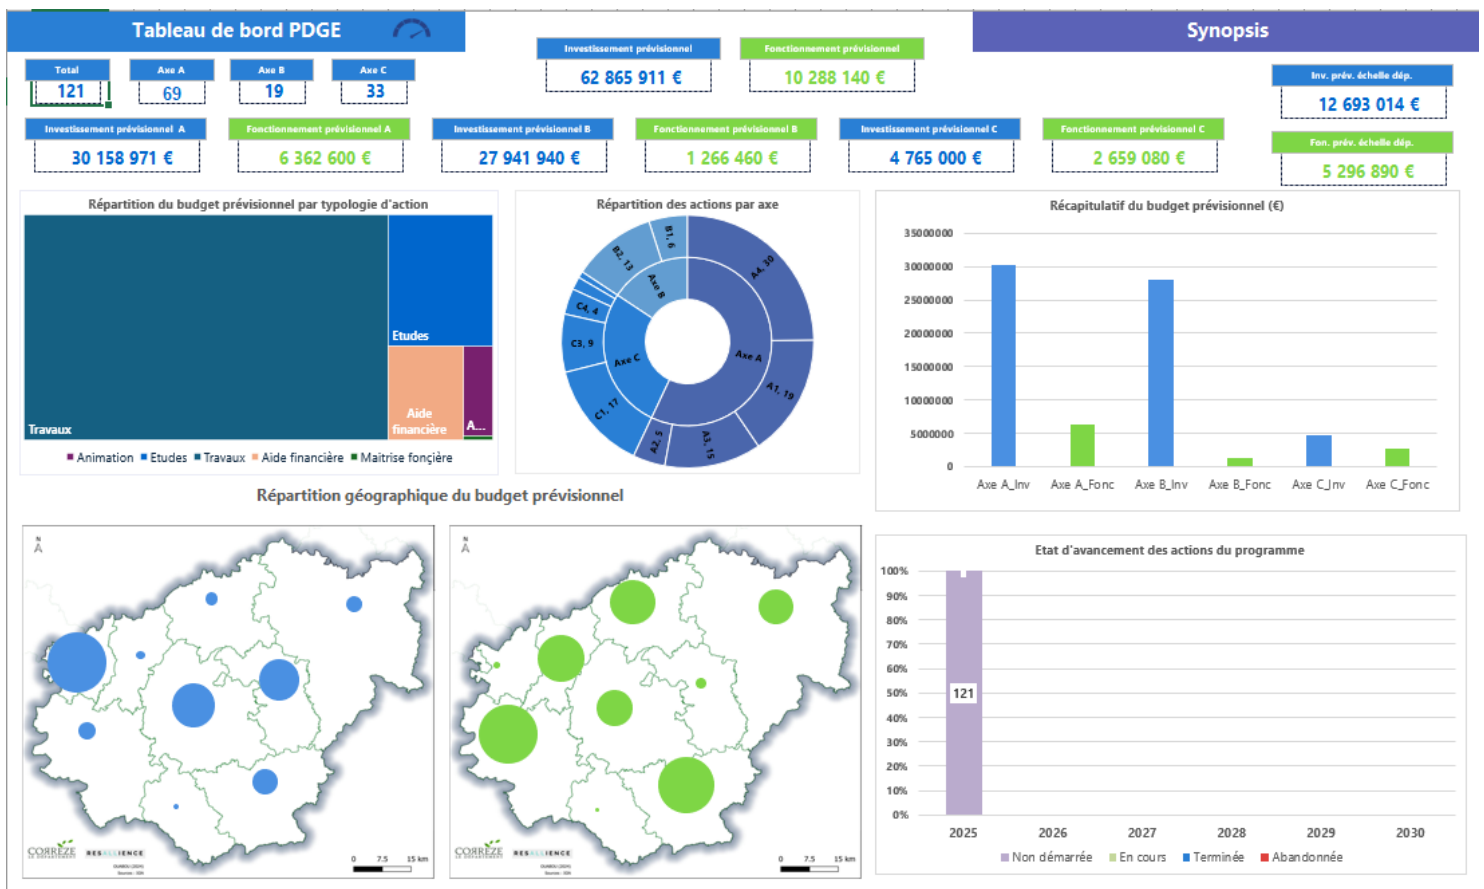 Tableau de bord PDGE
Synopsis
Total
121
Axe A
69
Axe B
19
Axe C
33
Investissement prévisionnel
62 865 911 €
Fonctionnement prévisionnel
10 288 140 €
Inv. prév. échelle dép.
12 693 014 €
Fon. prév. échelle dép.
5 296 890 €
Investissement prévisionnel A
30 158 971 €
Fonctionnement prévisionnel A
6 362 600 €
Investissement prévisionnel B
27 941 940 €
Fonctionnement prévisionnel B
1 266 460 €
Investissement prévisionnel C
4 765 000 €
Fonctionnement prévisionnel C
2 659 080 €
Répartition du budget prévisionnel par typologie d'action
Travaux
Etudes
Aide
financière
A...
Animation
Etudes
Travaux
Aide financière
Maitrise fonçière
Répartition des actions par axe
Axe A
A4, 30
A1, 19
A3, 15
A2, 5
Axe C
C1, 17
C3, 9
C4, 4
Axe B
B2, 13
B1, 6
Récapitulatif du budget prévisionnel (€)
35000000
30000000
25000000
20000000
15000000
10000000
5000000
0
Axe A_Inv
Axe A_Fonc
Axe B_Inv
Axe B_Fonc
Axe C_Inv
Axe C_Fonc
Répartition géographique du budget prévisionnel
N
CORRÈZE
LE DÉPARTEMENT
RESALLIENCE
0 7.5 15 km
N
CORRÈZE
LE DÉPARTEMENT
RESALLIENCE
0 7.5 15 km
Etat d'avancement des actions du programme
100%
90%
80%
70%
60%
50%
40%
30%
20%
10%
0%
121
2025
2026
2027
2028
2029
2030
Non démarrée
En cours
Terminée
Abandonnée